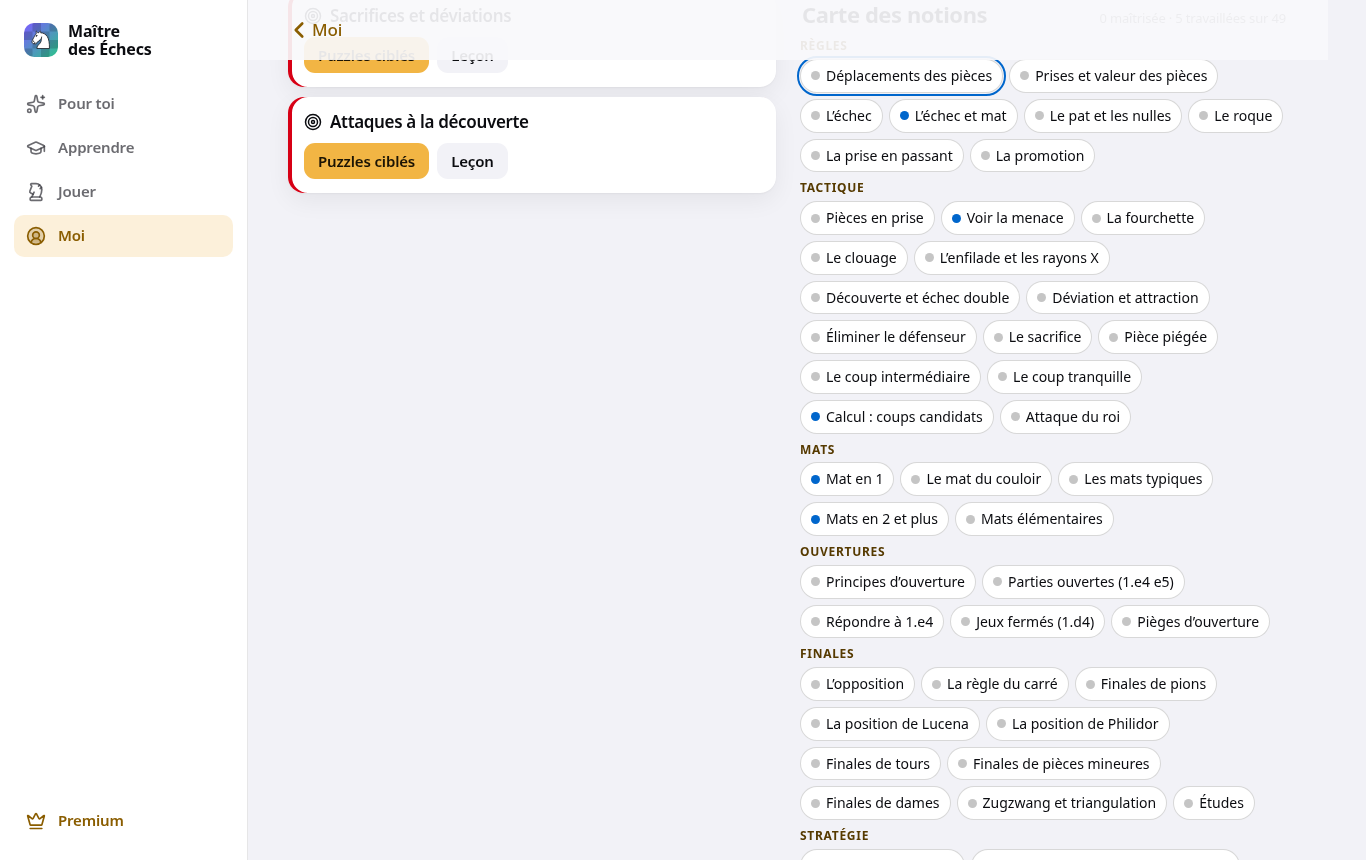 Maître
des Échecs
Pour toi
Apprendre
Jouer
Moi
Premium
Moi
Sacrifices et déviations
Puzzles ciblés
Leçon
Attaques à la découverte
Puzzles ciblés
Leçon
Carte des notions
0 maîtrisée · 5 travaillées sur 49
RÈGLES
Déplacements des pièces
Prises et valeur des pièces
L’échec
L’échec et mat
Le pat et les nulles
Le roque
La prise en passant
La promotion
TACTIQUE
Pièces en prise
Voir la menace
La fourchette
Le clouage
L’enfilade et les rayons X
Découverte et échec double
Déviation et attraction
Éliminer le défenseur
Le sacrifice
Pièce piégée
Le coup intermédiaire
Le coup tranquille
Calcul : coups candidats
Attaque du roi
MATS
Mat en 1
Le mat du couloir
Les mats typiques
Mats en 2 et plus
Mats élémentaires
OUVERTURES
Principes d’ouverture
Parties ouvertes (1.e4 e5)
Répondre à 1.e4
Jeux fermés (1.d4)
Pièges d’ouverture
FINALES
L’opposition
La règle du carré
Finales de pions
La position de Lucena
La position de Philidor
Finales de tours
Finales de pièces mineures
Finales de dames
Zugzwang et triangulation
Études
STRATÉGIE